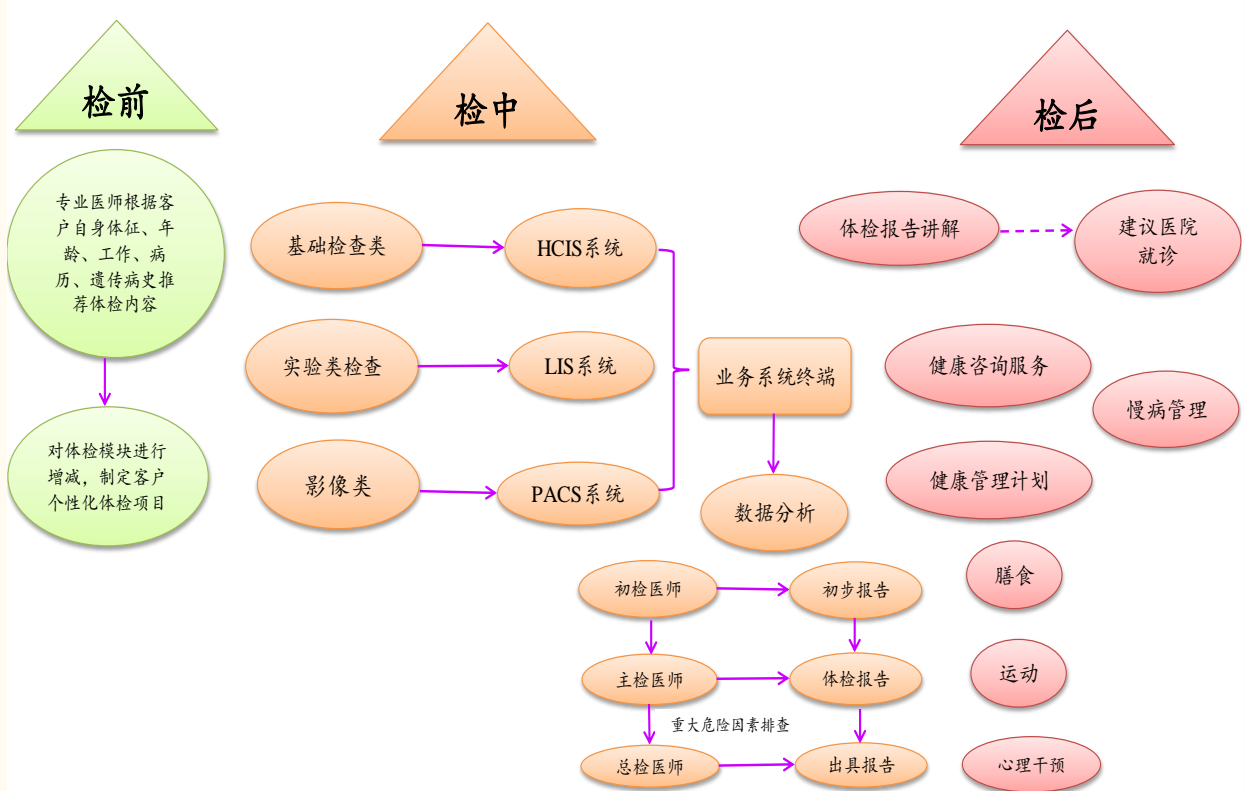 检前
专业医师根据客
户自身体征、年
龄、工作、病
历、遗传病史推
荐体检内容
对体检模块进行
增减，制定客户
个性化体检项目
检中
基础检查类
HCIS系统
实验类检查
LIS系统
影像类
PACS系统
业务系统终端
数据分析
初检医师
初步报告
主检医师
体检报告
重大危险因素排查
总检医师
出具报告
检后
体检报告讲解
建议医院
就诊
健康咨询服务
慢病管理
健康管理计划
膳食
运动
心理干预